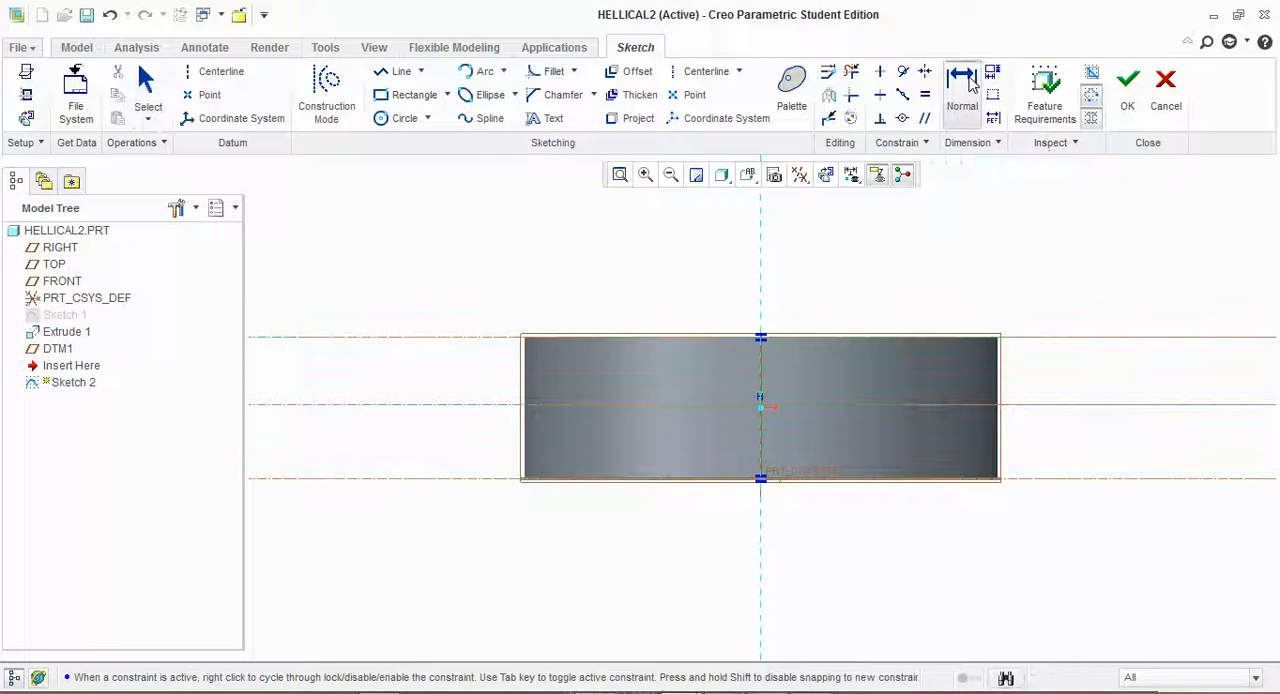 HELLICAL2 (Active) - Creo Parametric Student Edition
File Model Analysis Annotate Render Tools View Flexible Modeling Applications Sketch
Centerline Line Arc Fillet Offset Centerline
Point Rectangle Ellipse Chamfer Thicken Point
Coordinate System Circle Spline Text Project Coordinate System
File System Select Construction Mode Palette Normal Feature Requirements OK Cancel
Setup Get Data Operations Datum Sketching Editing Constrain Dimension Inspect Close
Model Tree
HELLICAL2.PRT
RIGHT
TOP
FRONT
PRT_CSYS_DEF
Sketch 1
Extrude 1
DTM1
Insert Here
Sketch 2
H
PRT_CSYS_DEF
When a constraint is active, right click to cycle through lock/disable/enable the constraint. Use Tab key to toggle active constraint. Press and hold Shift to disable snapping to new constrain
All